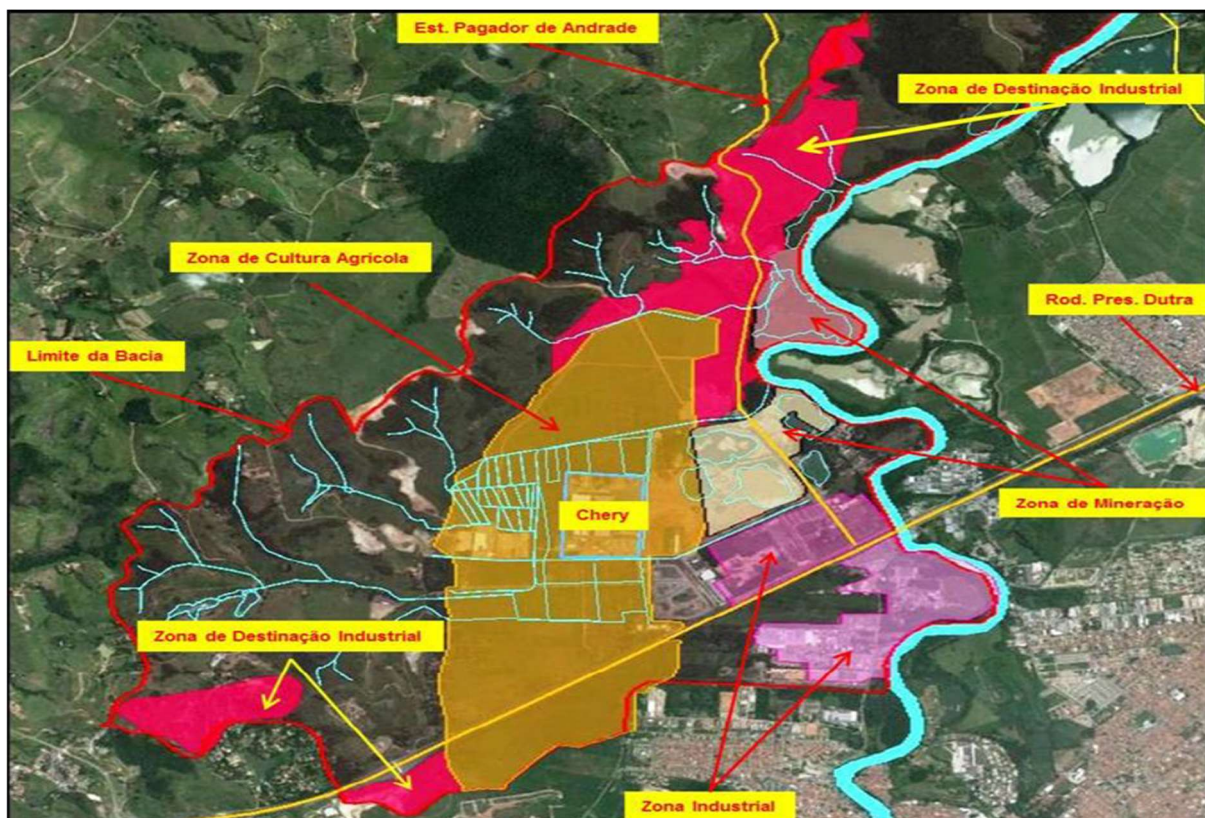 Est. Pagador de Andrade
Zona de Destinação Industrial
Zona de Cultura Agrícola
Rod. Pres. Dutra
Limite da Bacia
Chery
Zona de Mineração
Zona de Destinação Industrial
Zona Industrial